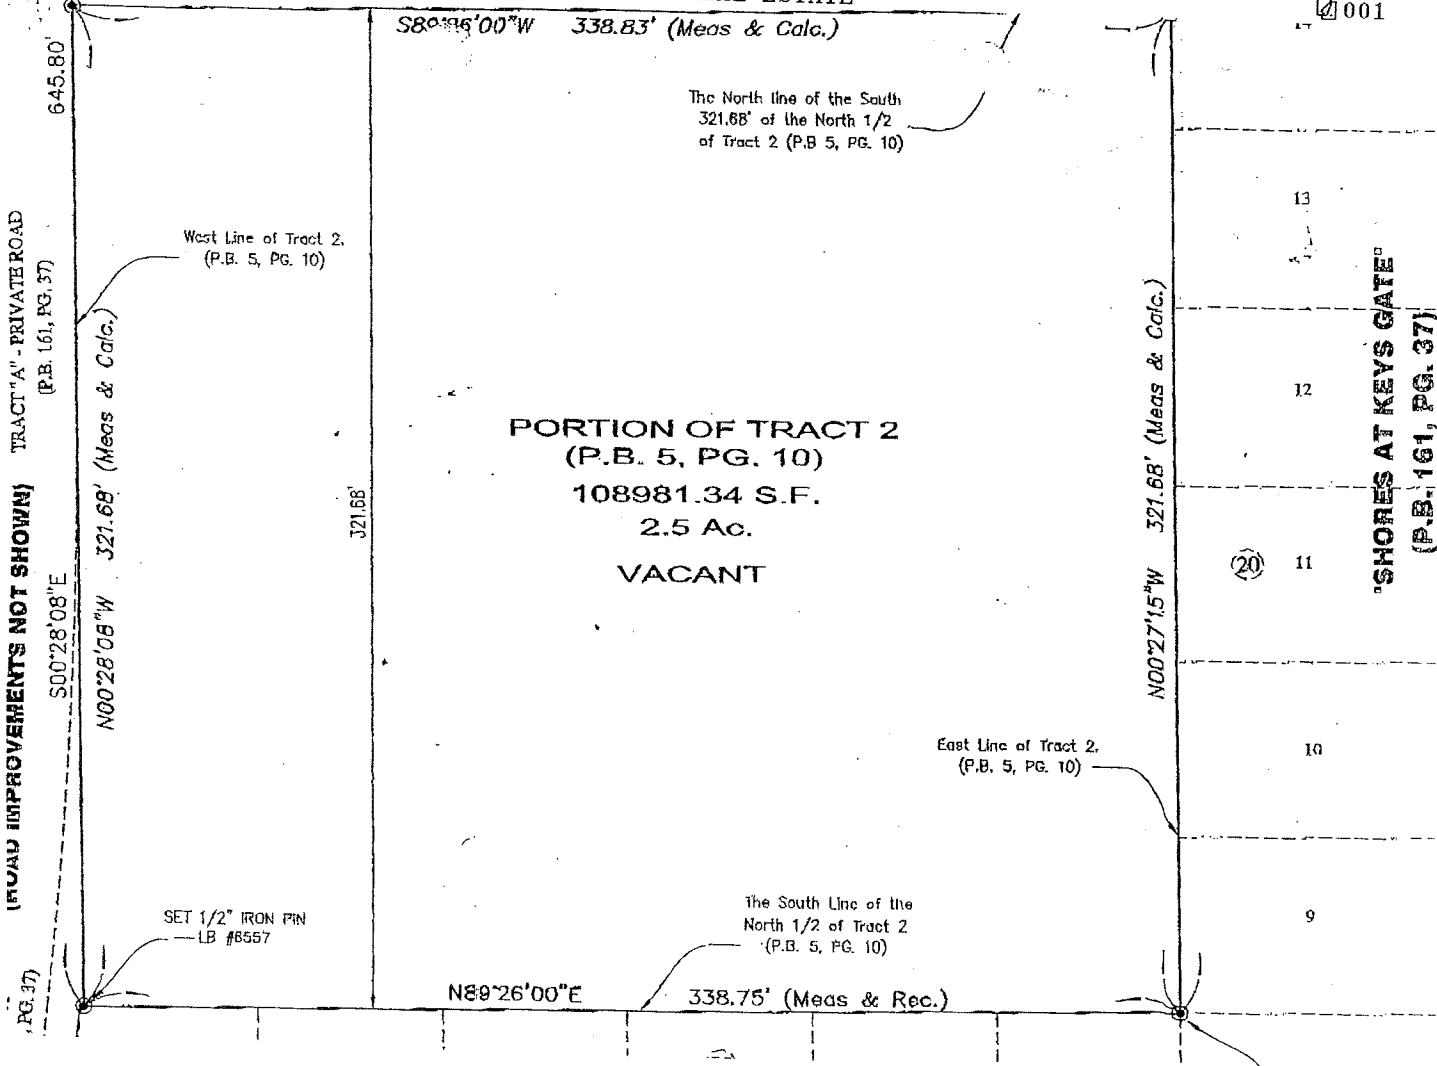 001
S89°26'00"W 338.83' (Meas & Calc.)
645.80'
The North line of the South
321.68' of the North 1/2
of Tract 2 (P.B 5, PG. 10)
West Line of Tract 2,
(P.B. 5, PG. 10)
TRACT "A" - PRIVATE ROAD
(P.B. 161, PG. 37)
(ROAD IMPROVEMENTS NOT SHOWN)
S00°28'08"E
N00°28'08"W 321.68' (Meas & Calc.)
321.68'
PORTION OF TRACT 2
(P.B. 5, PG. 10)
108981.34 S.F.
2.5 Ac.
VACANT
N00°27'15"W 321.68' (Meas & Calc.)
13
12
20 11
10
9
"SHORES AT KEYS GATE"
(P.B. 161, PG. 37)
East Line of Tract 2,
(P.B. 5, PG. 10)
SET 1/2" IRON PIN
LB #6557
The South Line of the
North 1/2 of Tract 2
(P.B. 5, PG. 10)
, PG. 37)
N89°26'00"E 338.75' (Meas & Rec.)